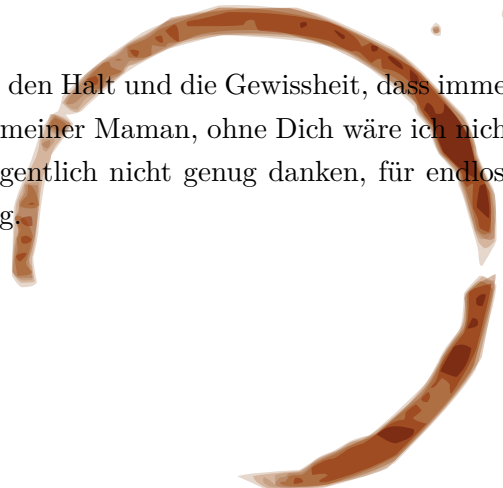 den Halt und die Gewissheit, dass imme
meiner Maman, ohne Dich wäre ich nich
gentlich nicht genug danken, für endlos
g.